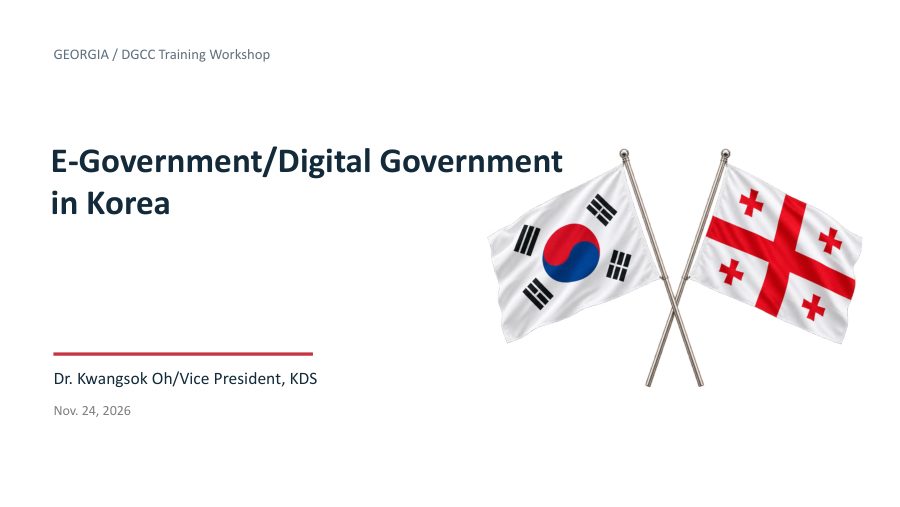 GEORGIA / DGCC Training Workshop
E-Government/Digital Government
in Korea
Dr. Kwangsok Oh/Vice President, KDS
Nov. 24, 2026